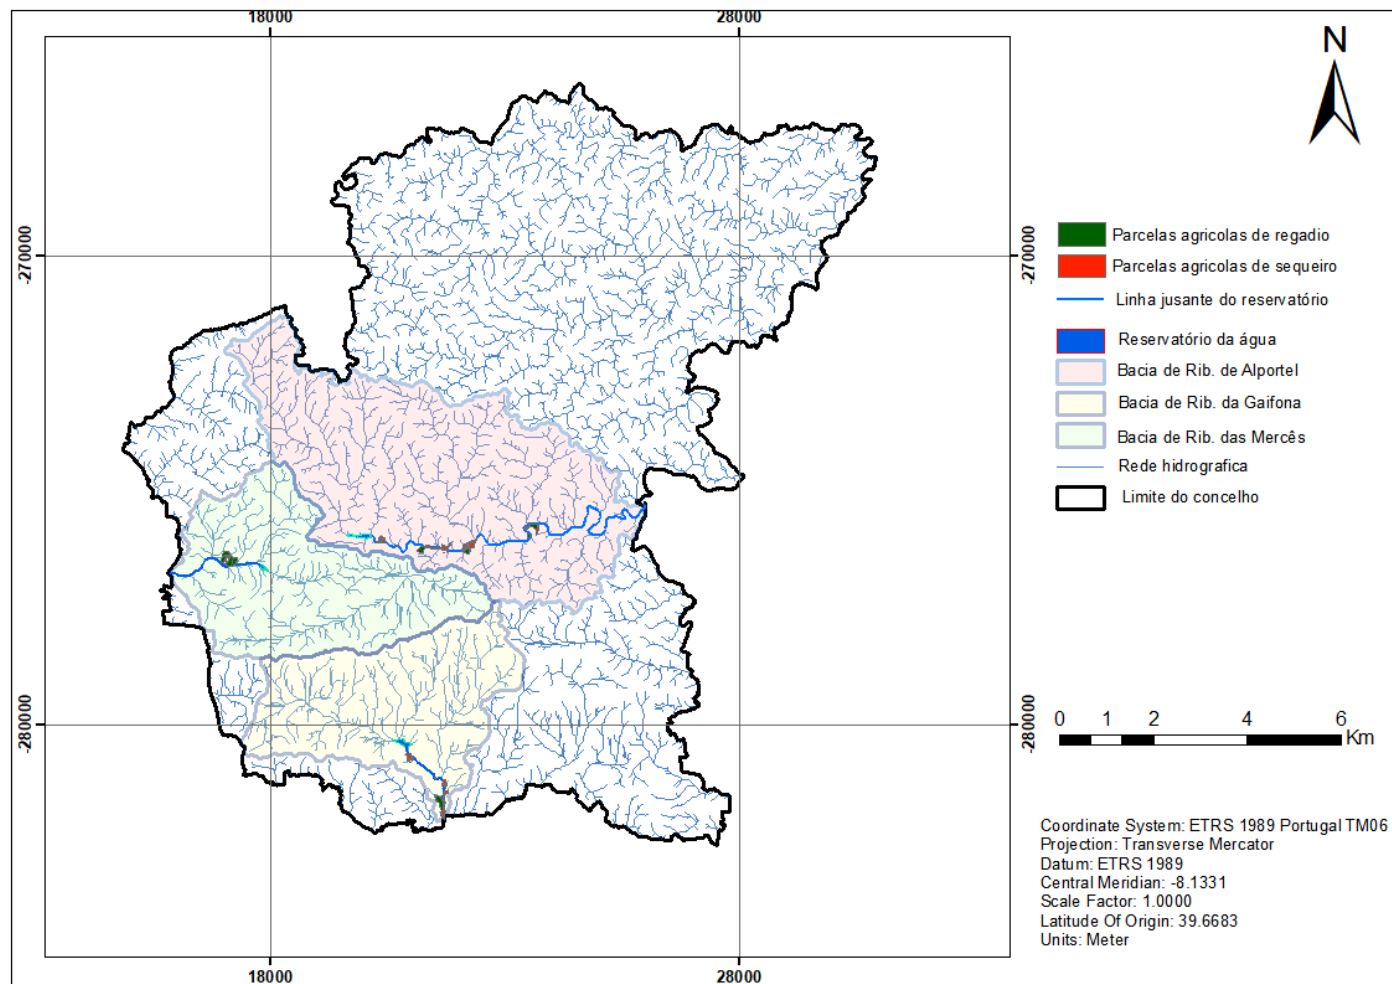 18000 28000
N
-270000 -270000
Parcelas agricolas de regadio
Parcelas agricolas de sequeiro
Linha jusante do reservatório
Reservatório da água
Bacia de Rib. de Alportel
Bacia de Rib. da Gaifona
Bacia de Rib. das Mercês
Rede hidrografica
Limite do concelho
-280000 -280000
0 1 2 4 6
Km
Coordinate System: ETRS 1989 Portugal TM06
Projection: Transverse Mercator
Datum: ETRS 1989
Central Meridian: -8.1331
Scale Factor: 1.0000
Latitude Of Origin: 39.6683
Units: Meter
18000 28000